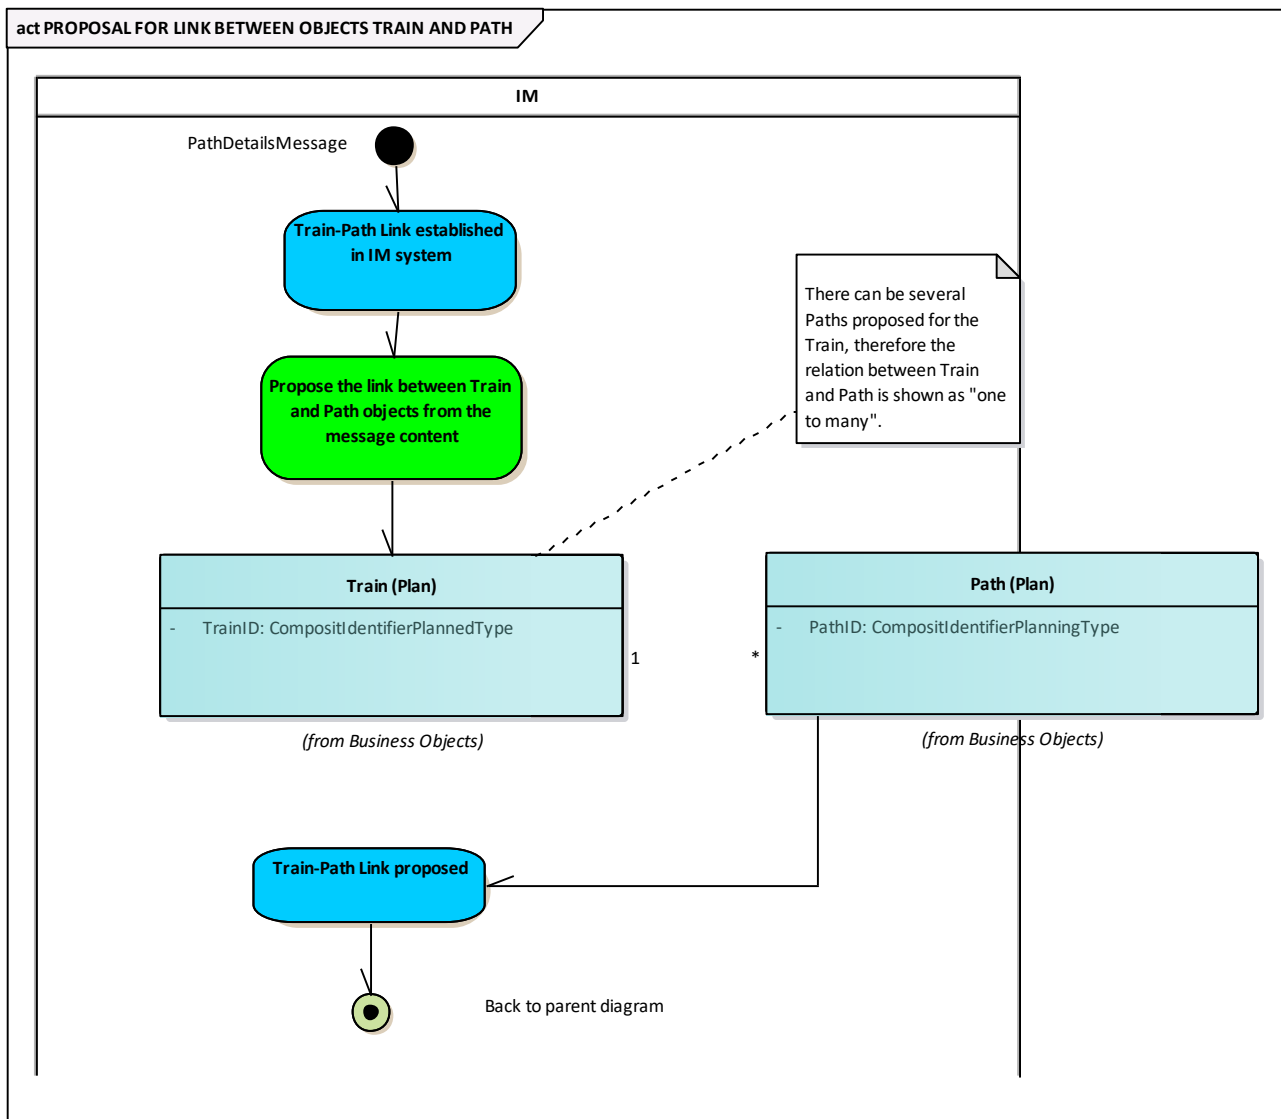 act PROPOSAL FOR LINK BETWEEN OBJECTS TRAIN AND PATH
IM
PathDetailsMessage
Train-Path Link established
in IM system
There can be several
Paths proposed for the
Train, therefore the
relation between Train
and Path is shown as "one
to many".
Propose the link between Train
and Path objects from the
message content
Train (Plan)
- TrainID: CompositIdentifierPlannedType
1
*
Path (Plan)
- PathID: CompositIdentifierPlanningType
(from Business Objects)
(from Business Objects)
Train-Path Link proposed
Back to parent diagram